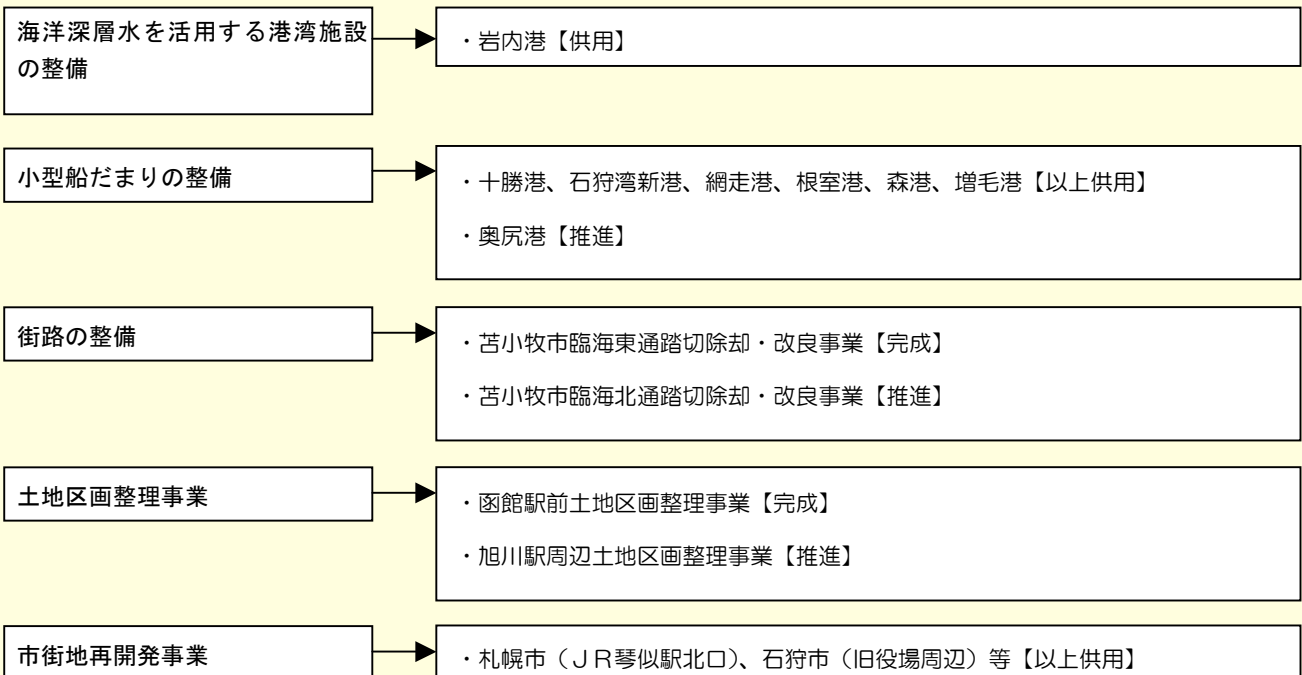 海洋深層水を活用する港湾施設
の整備
・岩内港【供用】
小型船だまりの整備
・十勝港、石狩湾新港、網走港、根室港、森港、増毛港【以上供用】
・奥尻港【推進】
街路の整備
・苫小牧市臨海東通踏切除却・改良事業【完成】
・苫小牧市臨海北通踏切除却・改良事業【推進】
土地区画整理事業
・函館駅前土地区画整理事業【完成】
・旭川駅周辺土地区画整理事業【推進】
市街地再開発事業
・札幌市（ＪＲ琴似駅北口）、石狩市（旧役場周辺）等【以上供用】